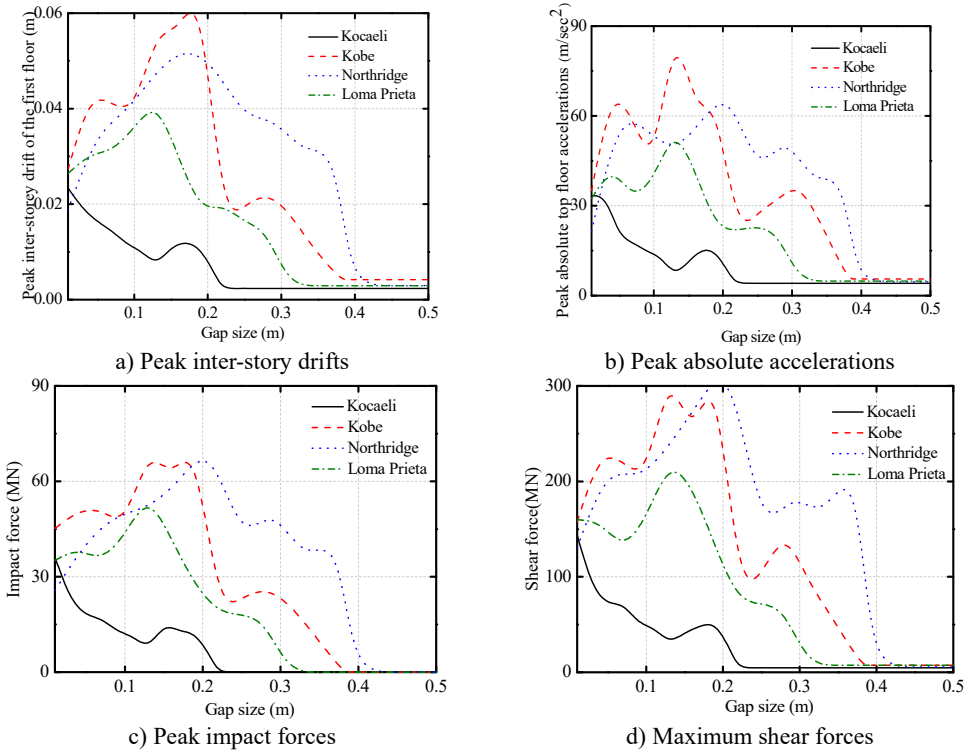 Peak inter-storey drift of the first floor (m)
0.06
0.04
0.02
0.00
0.1
0.2
0.3
0.4
0.5
Gap size (m)
Kocaeli
Kobe
Northridge
Loma Prieta
a) Peak inter-story drifts
Peak absolute top floor accelerations (m/sec²)
90
60
30
0
0.1
0.2
0.3
0.4
0.5
Gap size (m)
Kocaeli
Kobe
Northridge
Loma Prieta
b) Peak absolute accelerations
Impact force (MN)
90
60
30
0
0.1
0.2
0.3
0.4
0.5
Gap size (m)
Kocaeli
Kobe
Northridge
Loma Prieta
c) Peak impact forces
Shear force(MN)
300
250
200
150
100
50
0
0.1
0.2
0.3
0.4
0.5
Gap size (m)
Kocaeli
Kobe
Northridge
Loma Prieta
d) Maximum shear forces